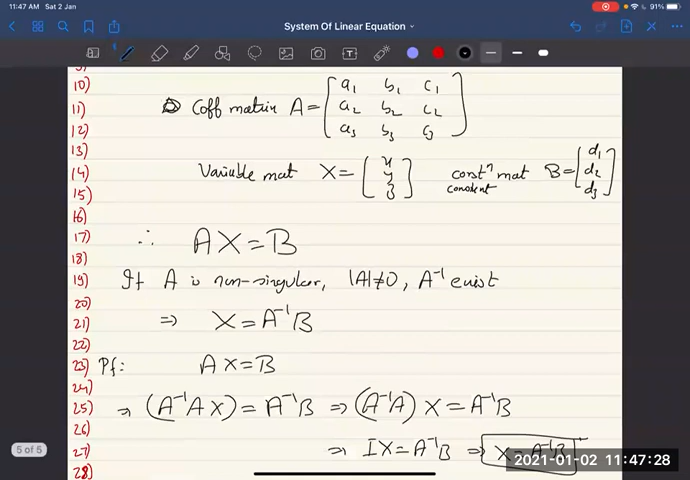 11:47 AM Sat 2 Jan
91%
System Of Linear Equation
10) a1 b1 c1
11) Coff matrix A = [ a2 b2 c2 ]
12) a3 b3 c3
13)
14) Variable mat X = [ x y z ] const^n mat B = [ d1 d2 d3 ]
15) constent
16)
17) ∴ AX = B
18)
19) If A is non-singular, |A| ≠ 0, A⁻¹ exist
20)
21) ⇒ X = A⁻¹B
22)
23) Pf: AX = B
24)
25) ⇒ (A⁻¹AX) = A⁻¹B ⇒ (A⁻¹A) X = A⁻¹B
26)
27) ⇒ IX = A⁻¹B ⇒ X = A⁻¹B
28)
5 of 5
2021-01-02 11:47:28